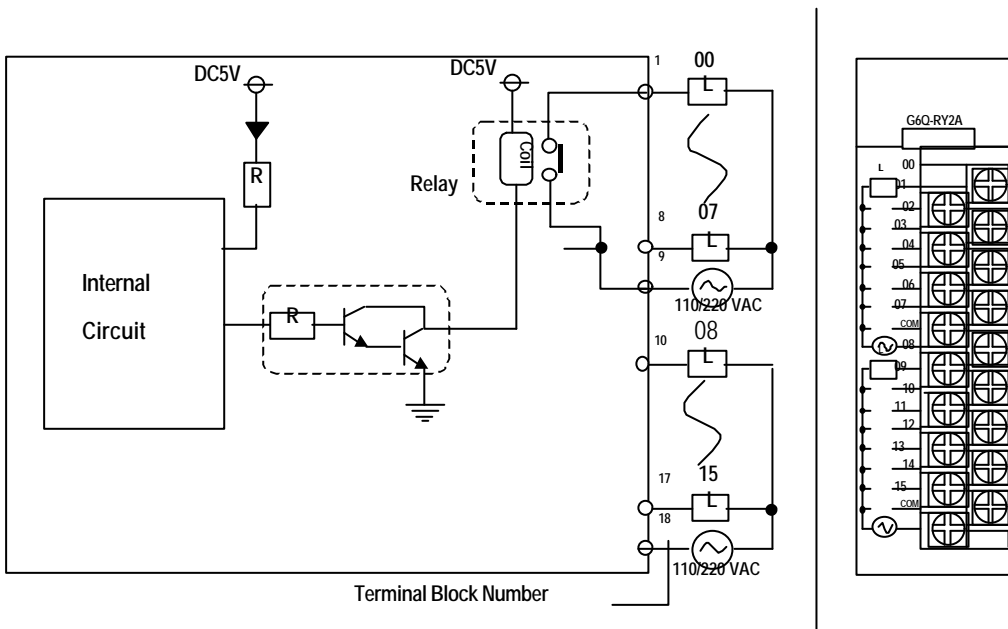 DC5V
DC5V
R
Coil
Relay
Internal
Circuit
R
1
00
L
8
07
L
9
110/220 VAC
10
08
L
17
15
L
18
110/220 VAC
Terminal Block Number
G6Q-RY2A
L
00
01
02
03
04
05
06
07
COM
08
09
10
11
12
13
14
15
COM